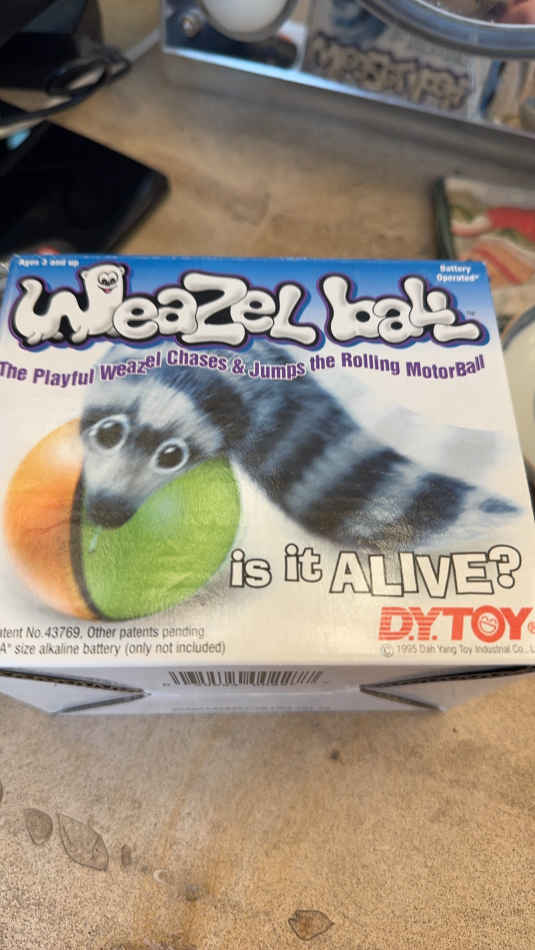 Ages 3 and up
Battery
Operated*
Weazel ball™
The Playful Weazel Chases & Jumps the Rolling MotorBall
is it ALIVE?
D.Y.TOY®
atent No.43769, Other patents pending
A" size alkaline battery (only not included)
© 1995 Dah Yang Toy Industrial Co., L